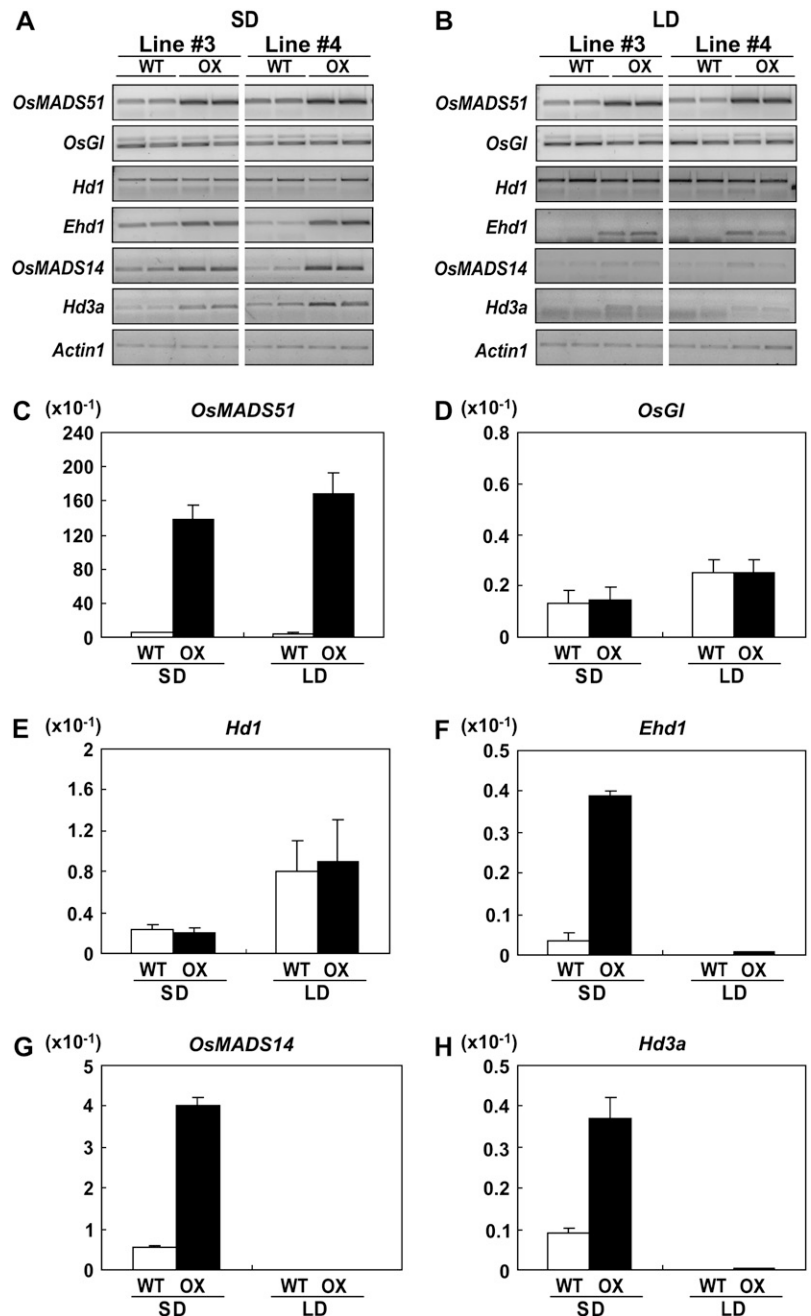 A SD
Line #3 Line #4
WT OX WT OX
OsMADS51
OsGI
Hd1
Ehd1
OsMADS14
Hd3a
Actin1
B LD
Line #3 Line #4
WT OX WT OX
OsMADS51
OsGI
Hd1
Ehd1
OsMADS14
Hd3a
Actin1
C (x10-1) OsMADS51
240
200
160
120
80
40
0
WT OX WT OX
SD LD
D (x10-1) OsGI
0.8
0.6
0.4
0.2
0
WT OX WT OX
SD LD
E (x10-1) Hd1
2
1.6
1.2
0.8
0.4
0
WT OX WT OX
SD LD
F (x10-1) Ehd1
0.5
0.4
0.3
0.2
0.1
0
WT OX WT OX
SD LD
G (x10-1) OsMADS14
5
4
3
2
1
0
WT OX WT OX
SD LD
H (x10-1) Hd3a
0.5
0.4
0.3
0.2
0.1
0
WT OX WT OX
SD LD